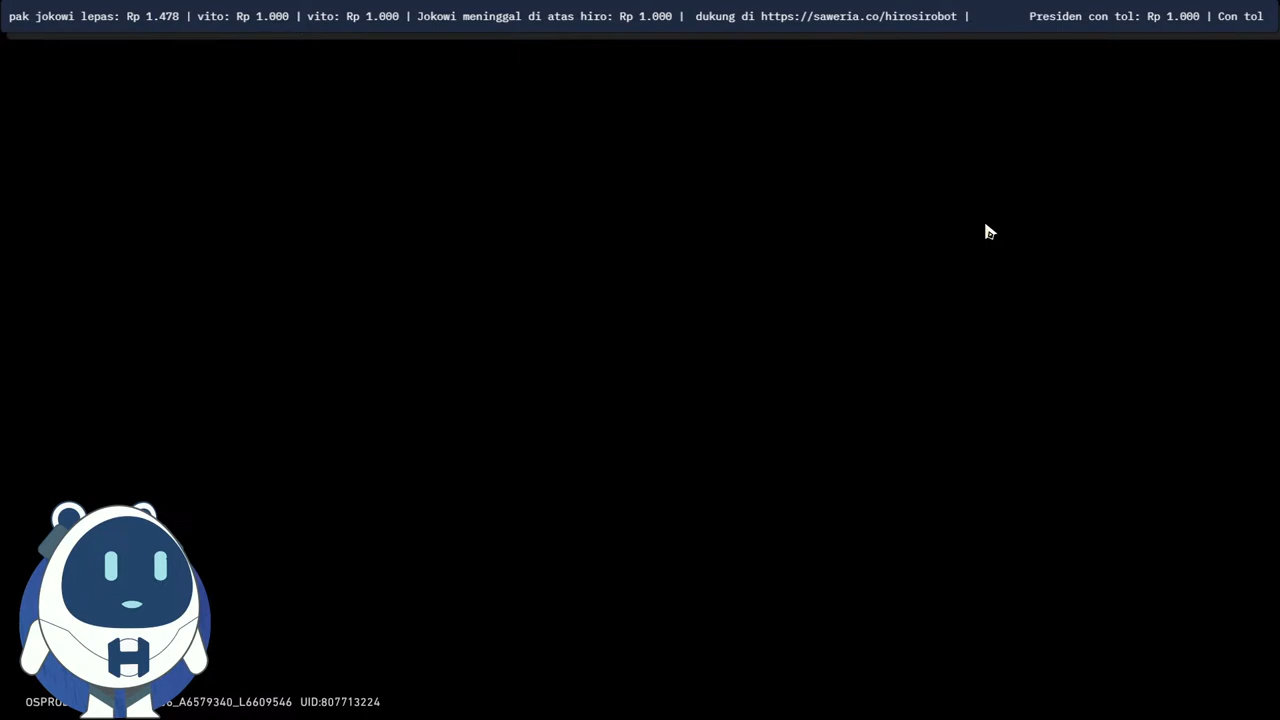 pak jokowi lepas: Rp 1.478 | vito: Rp 1.000 | vito: Rp 1.000 | Jokowi meninggal di atas hiro: Rp 1.000 | dukung di https://saweria.co/hirosirobot | Presiden con tol: Rp 1.000 | Con tol
H
_A6579340_L6609546 UID:807713224